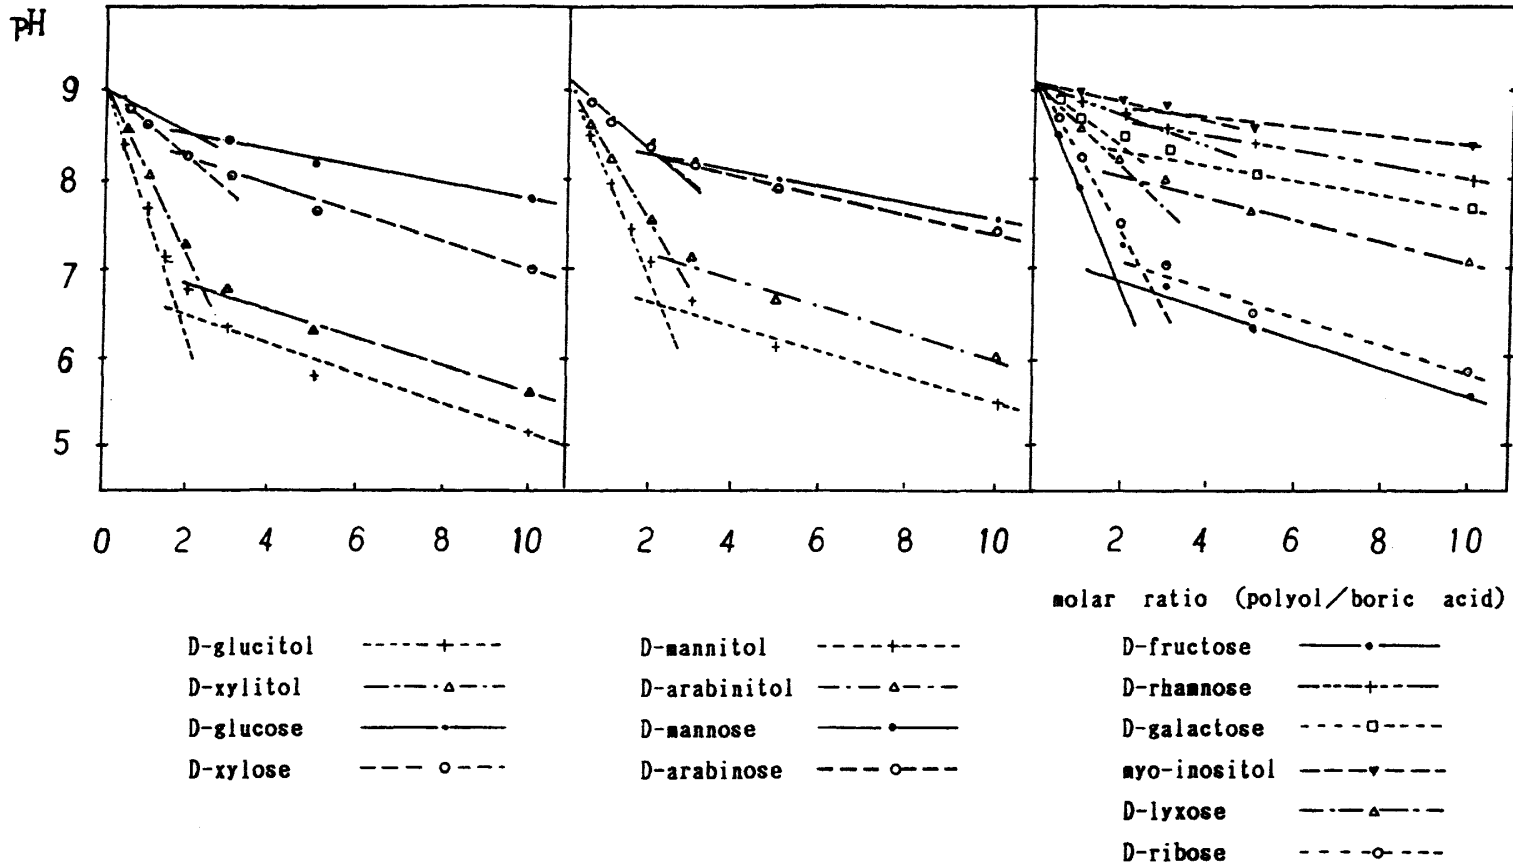 pH
9
8
7
6
5
0 2 4 6 8 10 2 4 6 8 10 2 4 6 8 10
molar ratio (polyol/boric acid)
D-glucitol
D-xylitol
D-glucose
D-xylose
D-mannitol
D-arabinitol
D-mannose
D-arabinose
D-fructose
D-rhamnose
D-galactose
myo-inositol
D-lyxose
D-ribose